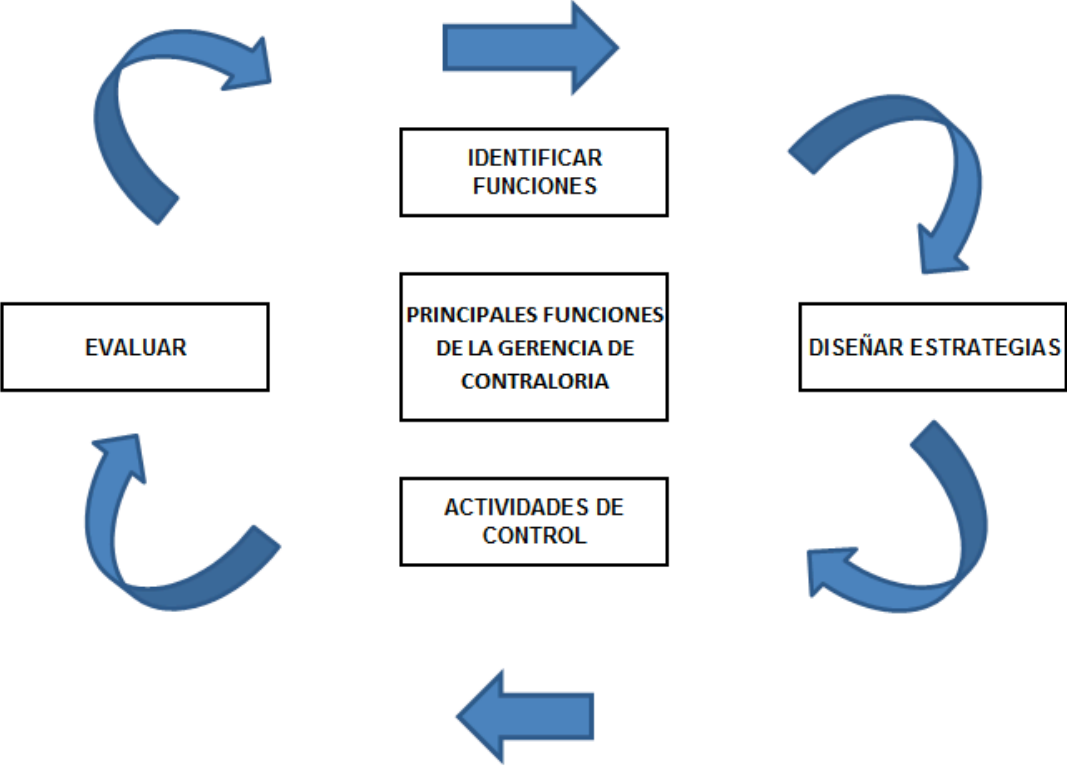 IDENTIFICAR
FUNCIONES
EVALUAR
PRINCIPALES FUNCIONES
DE LA GERENCIA DE
CONTRALORIA
DISEÑAR ESTRATEGIAS
ACTIVIDADES DE
CONTROL